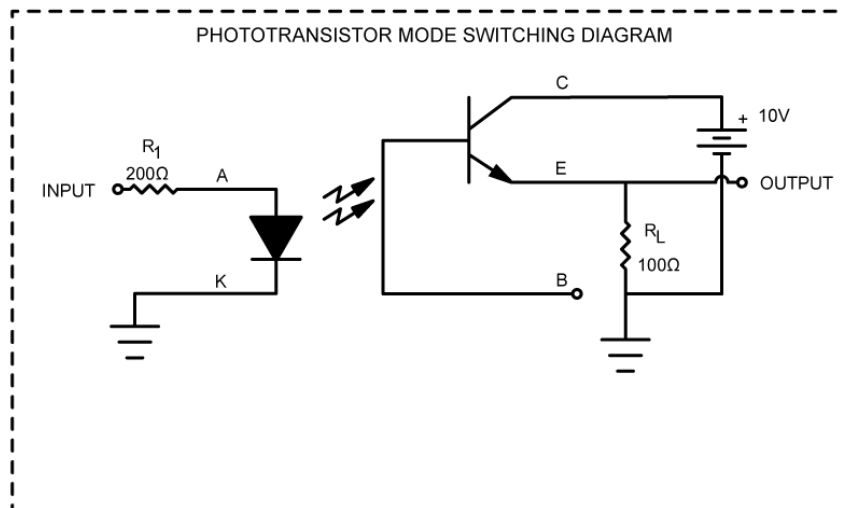 PHOTOTRANSISTOR MODE SWITCHING DIAGRAM
C
+ 10V
R1
200Ω
INPUT
A
E
OUTPUT
RL
100Ω
K
B